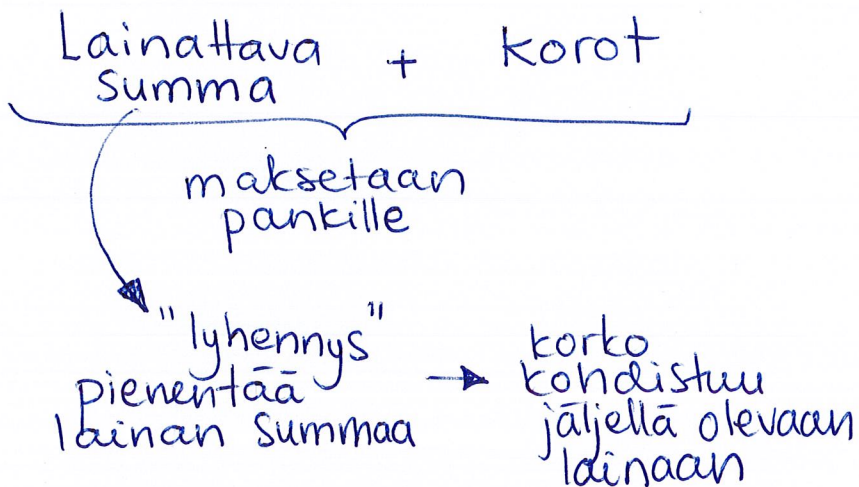 Lainattava + korot
summa
maksetaan
pankille
"lyhennys"
pienentää
lainan summaa
→ korko
kohdistuu
jäljellä olevaan
lainaan